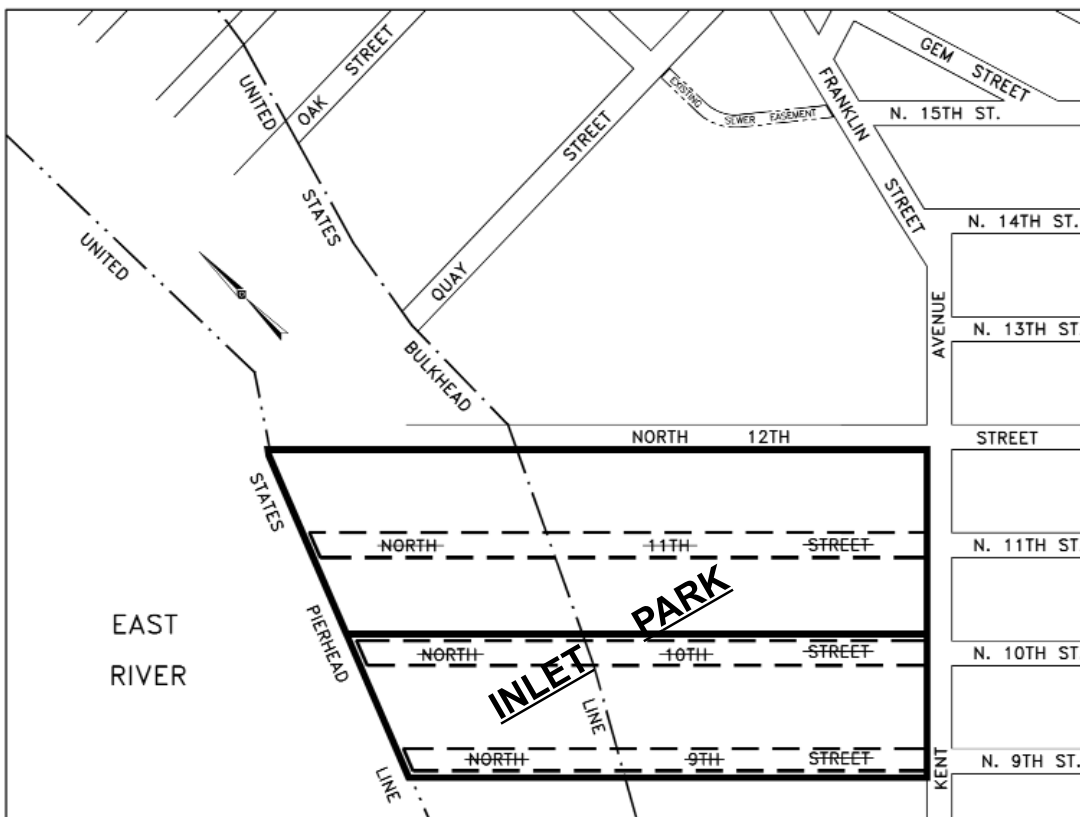 GEM STREET
OAK STREET
UNITED
STATES
BULKHEAD
LINE
EXISTING
SEWER EASEMENT
FRANKLIN
STREET
N. 15TH ST.
QUAY STREET
N. 14TH ST.
UNITED
STATES
PIERHEAD
LINE
AVENUE
KENT
N. 13TH ST.
NORTH 12TH STREET
NORTH 11TH STREET
N. 11TH ST.
PARK
INLET
EAST
RIVER
NORTH 10TH STREET
N. 10TH ST.
NORTH 9TH STREET
N. 9TH ST.